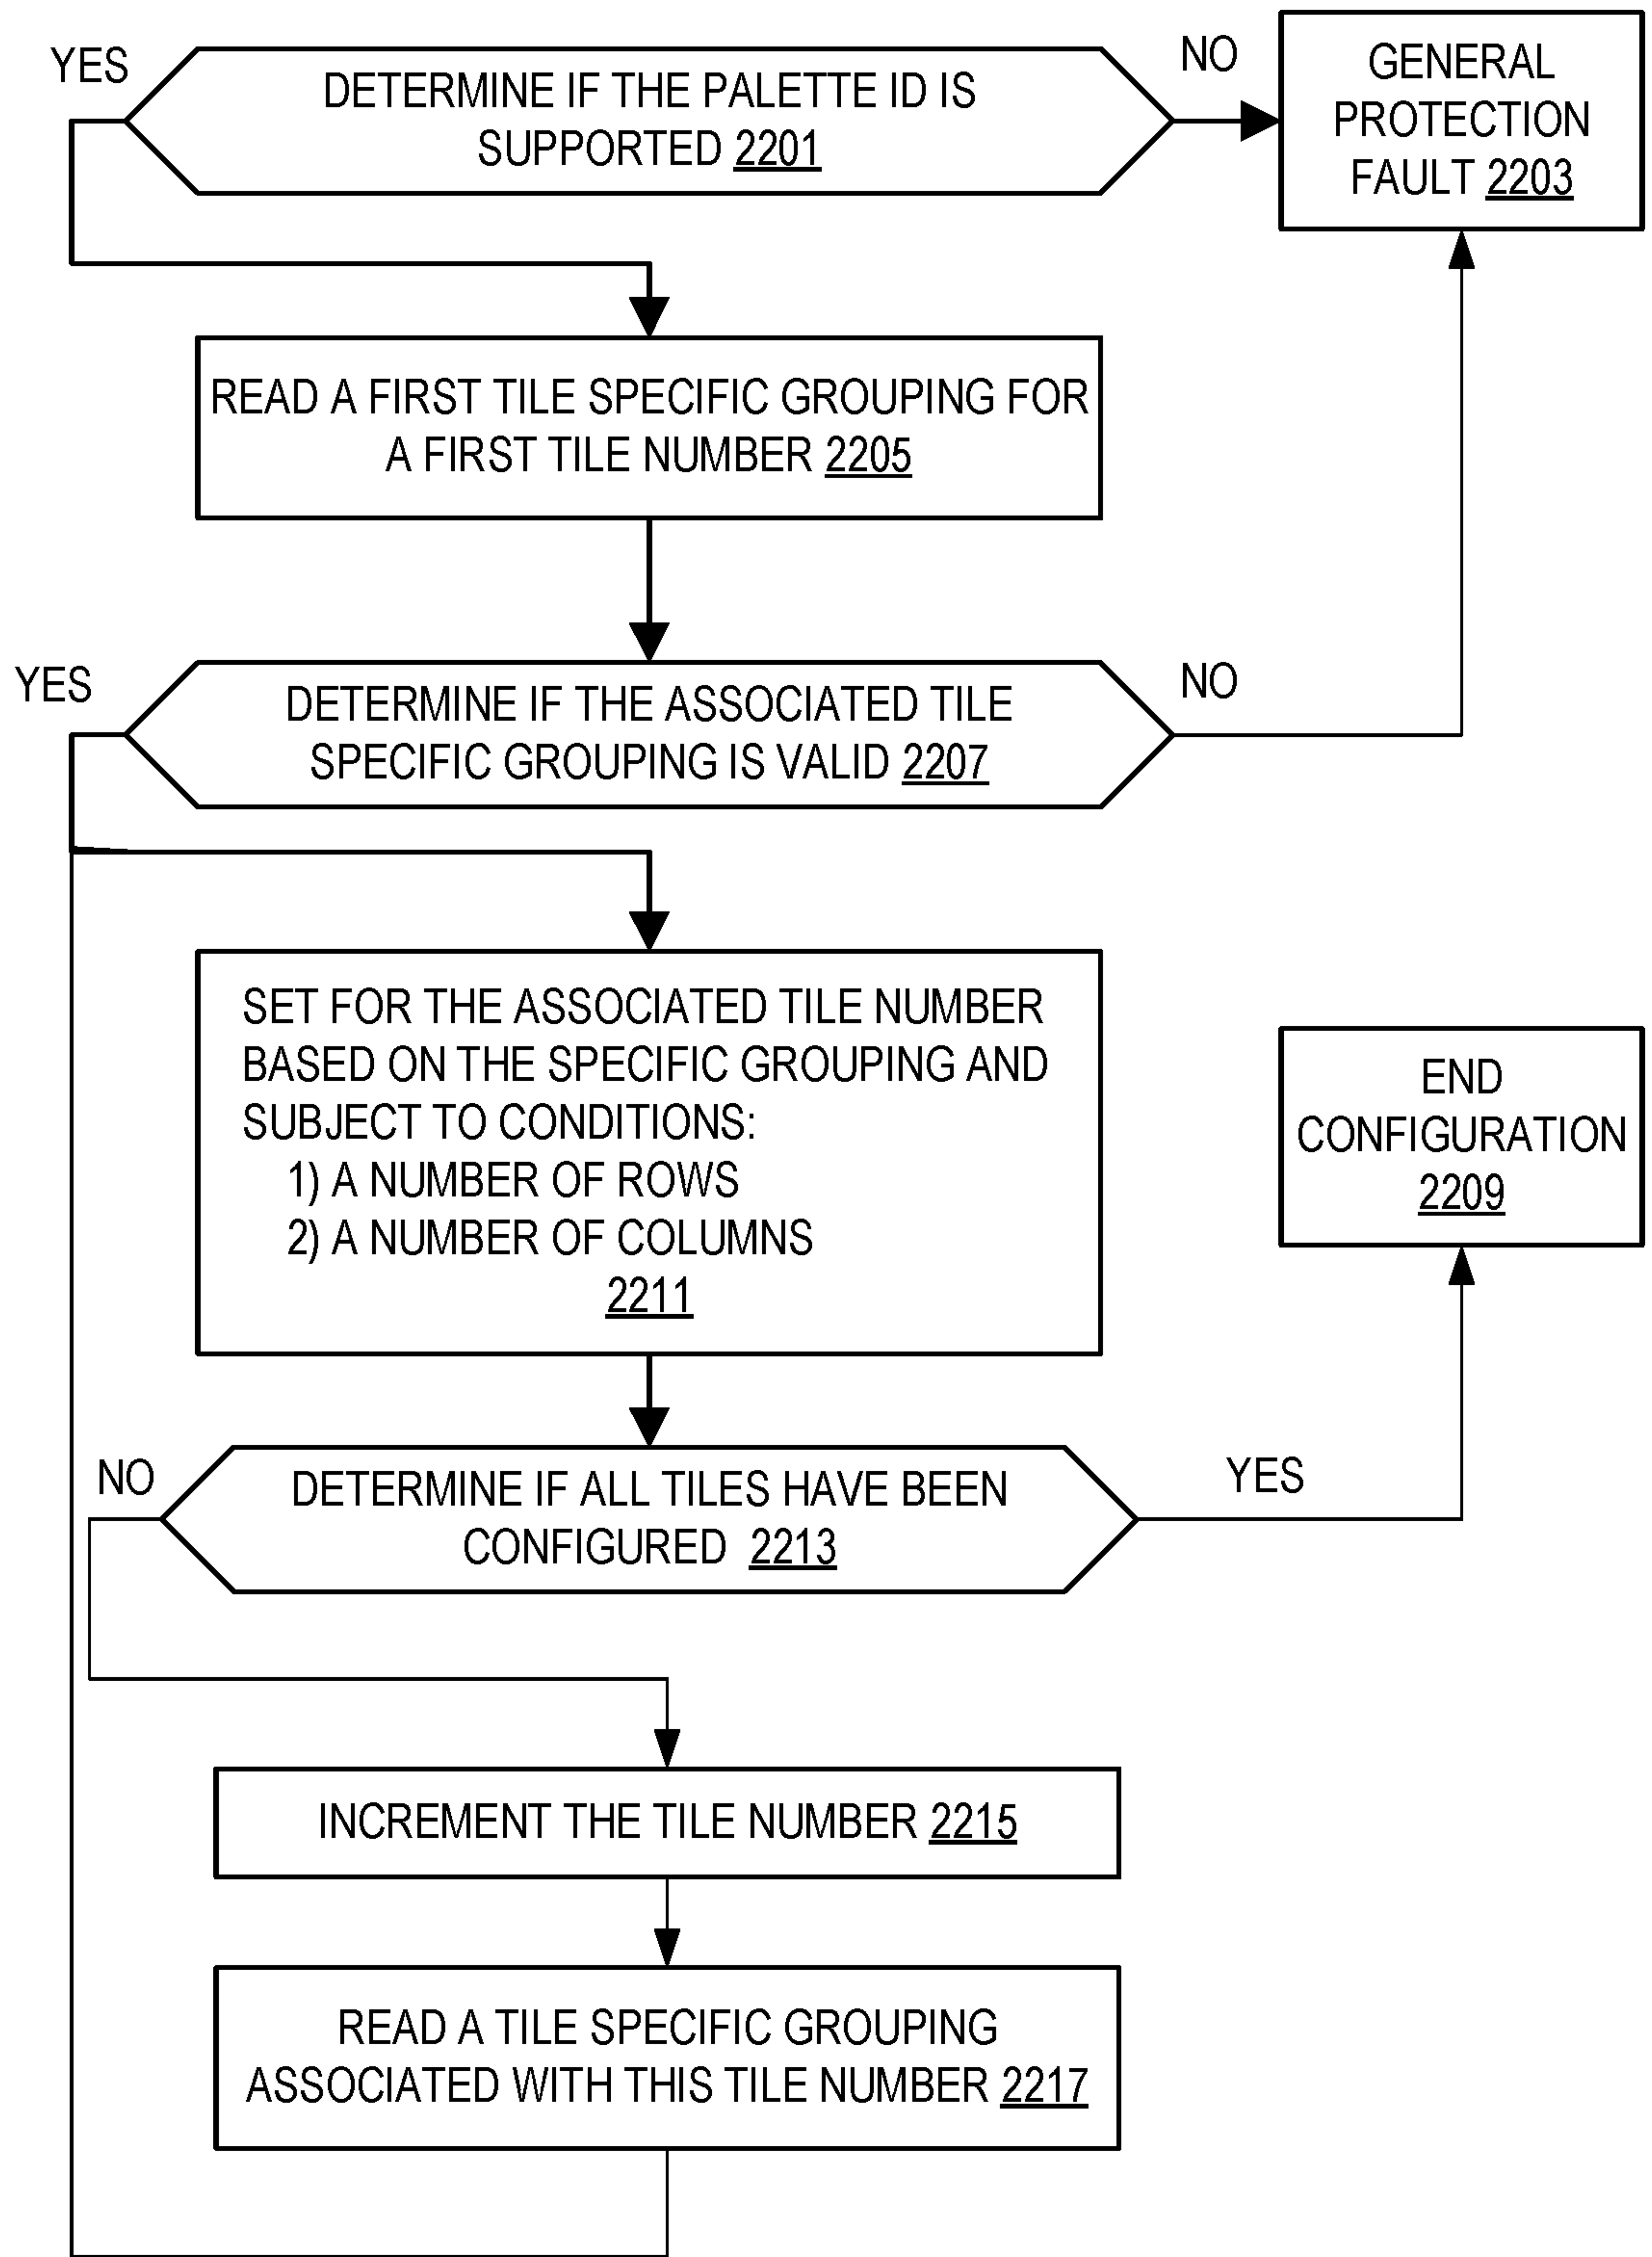 YES
DETERMINE IF THE PALETTE ID IS
SUPPORTED 2201
NO
GENERAL
PROTECTION
FAULT 2203
READ A FIRST TILE SPECIFIC GROUPING FOR
A FIRST TILE NUMBER 2205
YES
DETERMINE IF THE ASSOCIATED TILE
SPECIFIC GROUPING IS VALID 2207
NO
SET FOR THE ASSOCIATED TILE NUMBER
BASED ON THE SPECIFIC GROUPING AND
SUBJECT TO CONDITIONS:
1) A NUMBER OF ROWS
2) A NUMBER OF COLUMNS
2211
END
CONFIGURATION
2209
NO
DETERMINE IF ALL TILES HAVE BEEN
CONFIGURED 2213
YES
INCREMENT THE TILE NUMBER 2215
READ A TILE SPECIFIC GROUPING
ASSOCIATED WITH THIS TILE NUMBER 2217